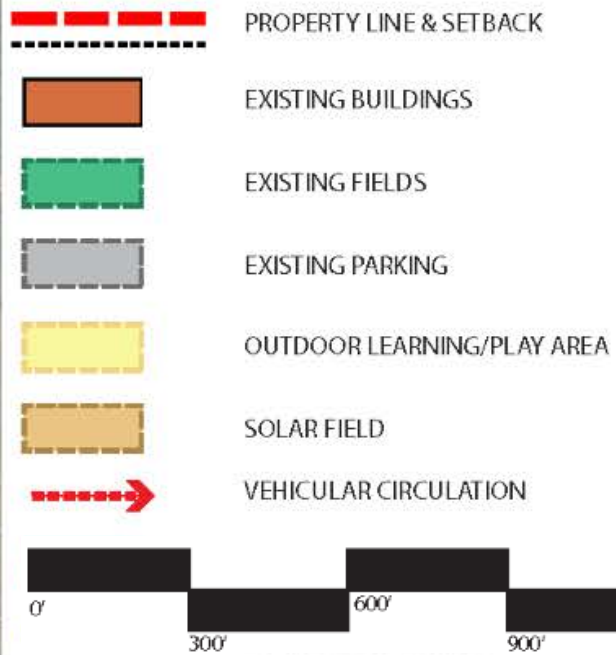 PROPERTY LINE & SETBACK
EXISTING BUILDINGS
EXISTING FIELDS
EXISTING PARKING
OUTDOOR LEARNING/PLAY AREA
SOLAR FIELD
VEHICULAR CIRCULATION
0' 600'
300' 900'